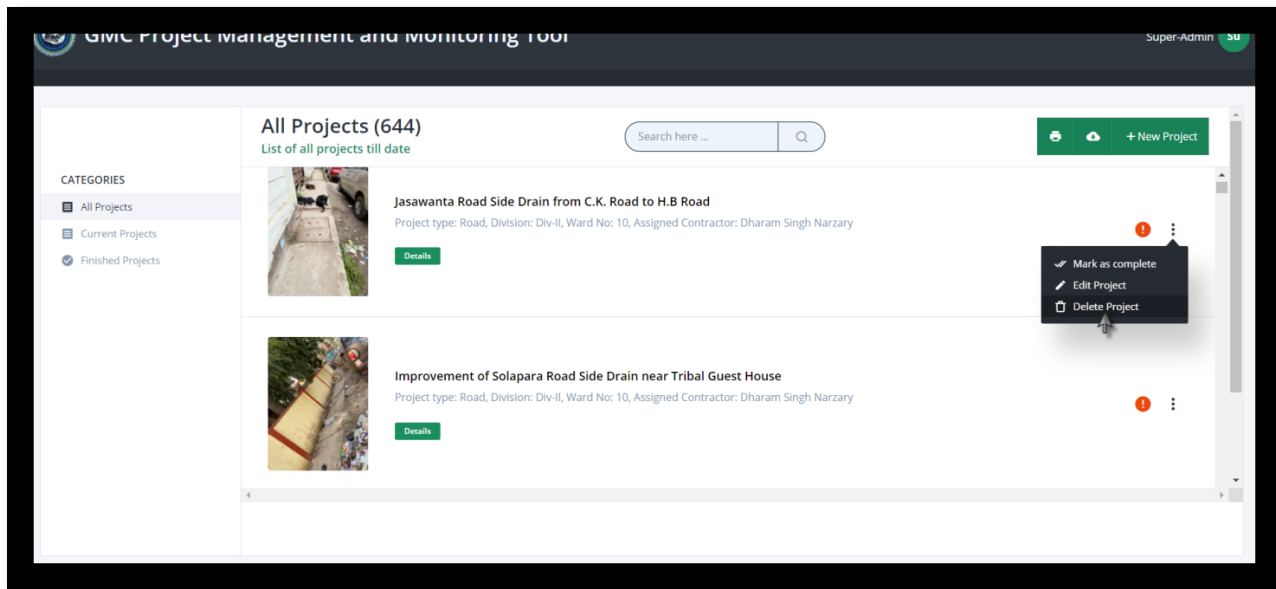 GMC Project Management and Monitoring Tool
Super-Admin
Su
All Projects (644)
List of all projects till date
Search here ...
+ New Project
CATEGORIES
All Projects
Current Projects
Finished Projects
Jasawanta Road Side Drain from C.K. Road to H.B Road
Project type: Road, Division: Div-II, Ward No: 10, Assigned Contractor: Dharam Singh Narzary
Details
Mark as complete
Edit Project
Delete Project
Improvement of Solapara Road Side Drain near Tribal Guest House
Project type: Road, Division: Div-II, Ward No: 10, Assigned Contractor: Dharam Singh Narzary
Details